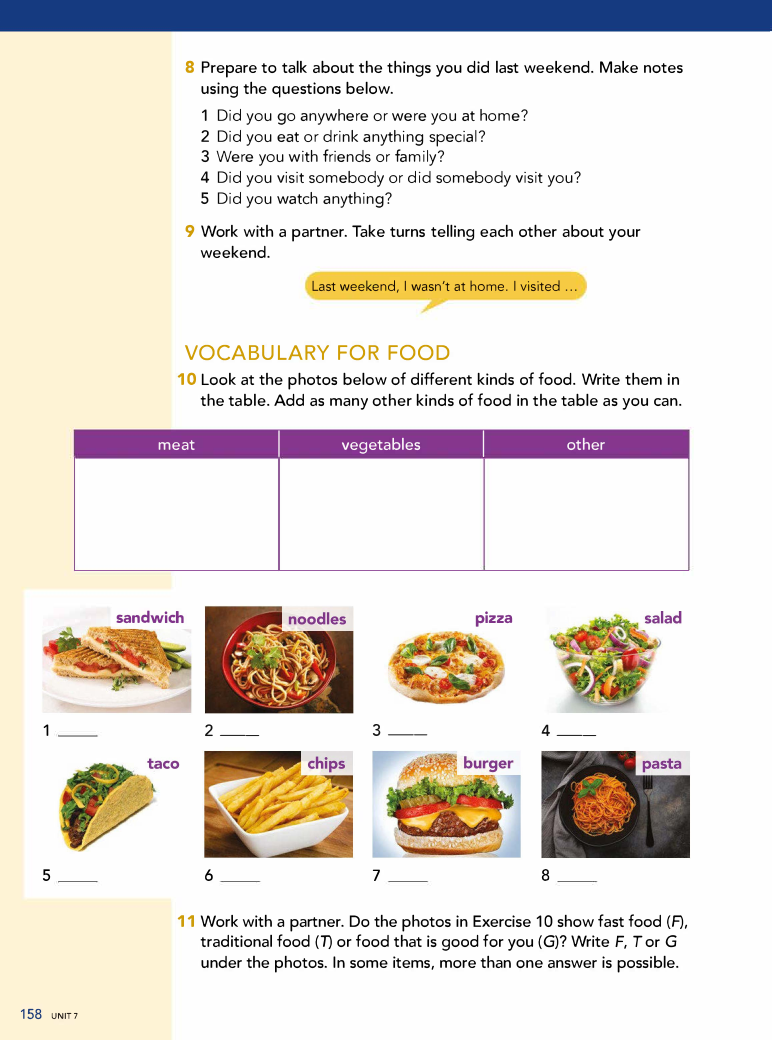 8 Prepare to talk about the things you did last weekend. Make notes
using the questions below.
1 Did you go anywhere or were you at home?
2 Did you eat or drink anything special?
3 Were you with friends or family?
4 Did you visit somebody or did somebody visit you?
5 Did you watch anything?
9 Work with a partner. Take turns telling each other about your
weekend.
Last weekend, I wasn't at home. I visited …
VOCABULARY FOR FOOD
10 Look at the photos below of different kinds of food. Write them in
the table. Add as many other kinds of food in the table as you can.
meat vegetables other
sandwich noodles pizza salad
1 _____ 2 _____ 3 _____ 4 _____
taco chips burger pasta
5 _____ 6 _____ 7 _____ 8 _____
11 Work with a partner. Do the photos in Exercise 10 show fast food (F),
traditional food (T) or food that is good for you (G)? Write F, T or G
under the photos. In some items, more than one answer is possible.
158 UNIT 7